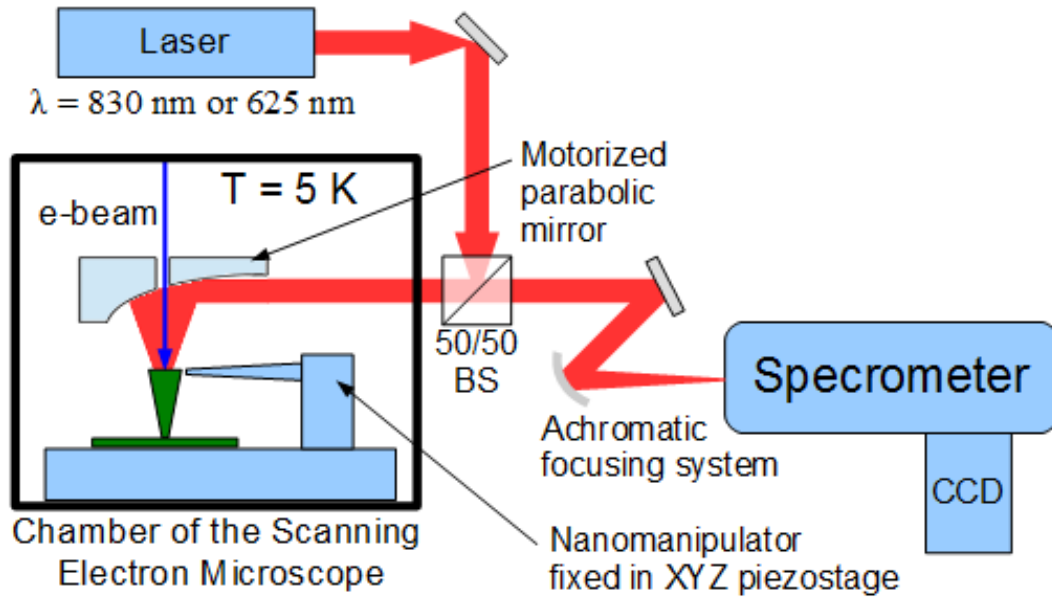 Laser
λ = 830 nm or 625 nm
T = 5 K
e-beam
Motorized
parabolic
mirror
50/50
BS
Specrometer
Achromatic
focusing system
CCD
Chamber of the Scanning
Electron Microscope
Nanomanipulator
fixed in XYZ piezostage